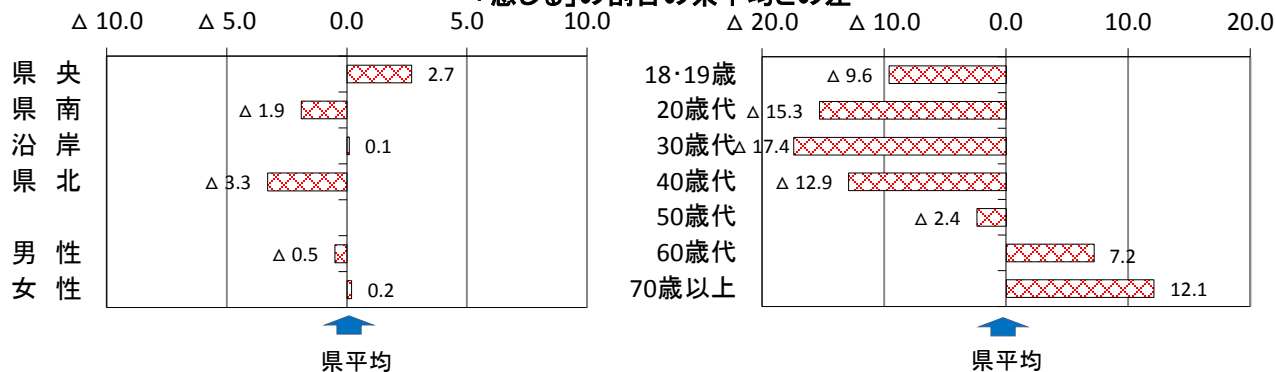 「感じる」の割合の県平均との差
△ 10.0 △ 5.0 0.0 5.0 10.0
△ 20.0 △ 10.0 0.0 10.0 20.0
県 央 2.7
県 南 △ 1.9
沿 岸 0.1
県 北 △ 3.3
男 性 △ 0.5
女 性 0.2
県平均
18・19歳 △ 9.6
20歳代 △ 15.3
30歳代 △ 17.4
40歳代 △ 12.9
50歳代 △ 2.4
60歳代 7.2
70歳以上 12.1
県平均